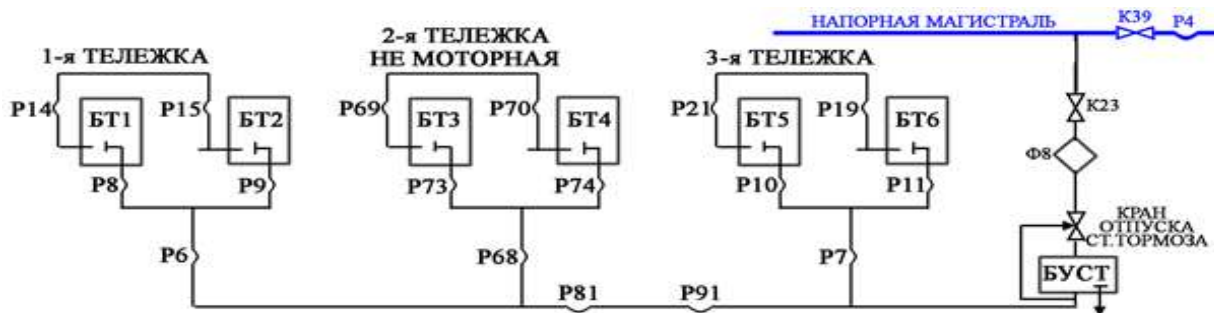 НАПОРНАЯ МАГИСТРАЛЬ К39 Р4
1-я ТЕЛЕЖКА
2-я ТЕЛЕЖКА
НЕ МОТОРНАЯ
3-я ТЕЛЕЖКА
Р14 БТ1 Р15 БТ2 Р69 БТ3 Р70 БТ4 Р21 БТ5 Р19 БТ6 К23
Ф8
Р8 Р9 Р73 Р74 Р10 Р11
КРАН
ОТПУСКА
СТ.ТОРМОЗА
Р6 Р68 Р7
БУСТ
Р81 Р91